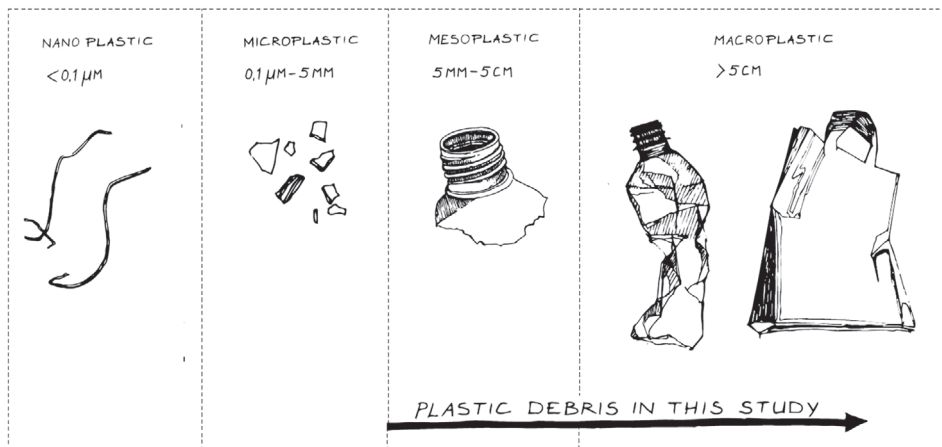 NANO PLASTIC
<0,1 µM
MICROPLASTIC
0,1 µM-5MM
MESOPLASTIC
5MM-5CM
MACROPLASTIC
>5CM
PLASTIC DEBRIS IN THIS STUDY